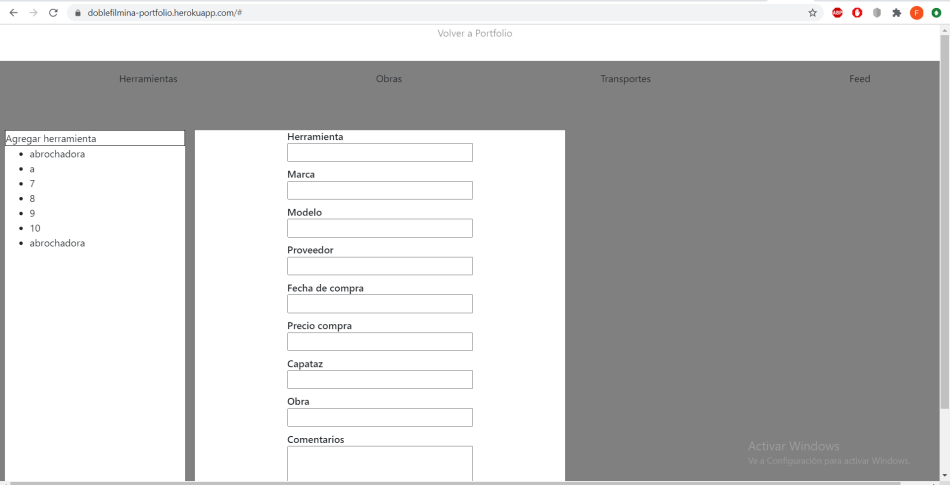 doblefilmina-portfolio.herokuapp.com/#
ABP
F
Volver a Portfolio
Herramientas Obras Transportes Feed
Agregar herramienta
abrochadora
a
7
8
9
10
abrochadora
Herramienta
Marca
Modelo
Proveedor
Fecha de compra
Precio compra
Capataz
Obra
Comentarios
Activar Windows
Ve a Configuración para activar Windows.